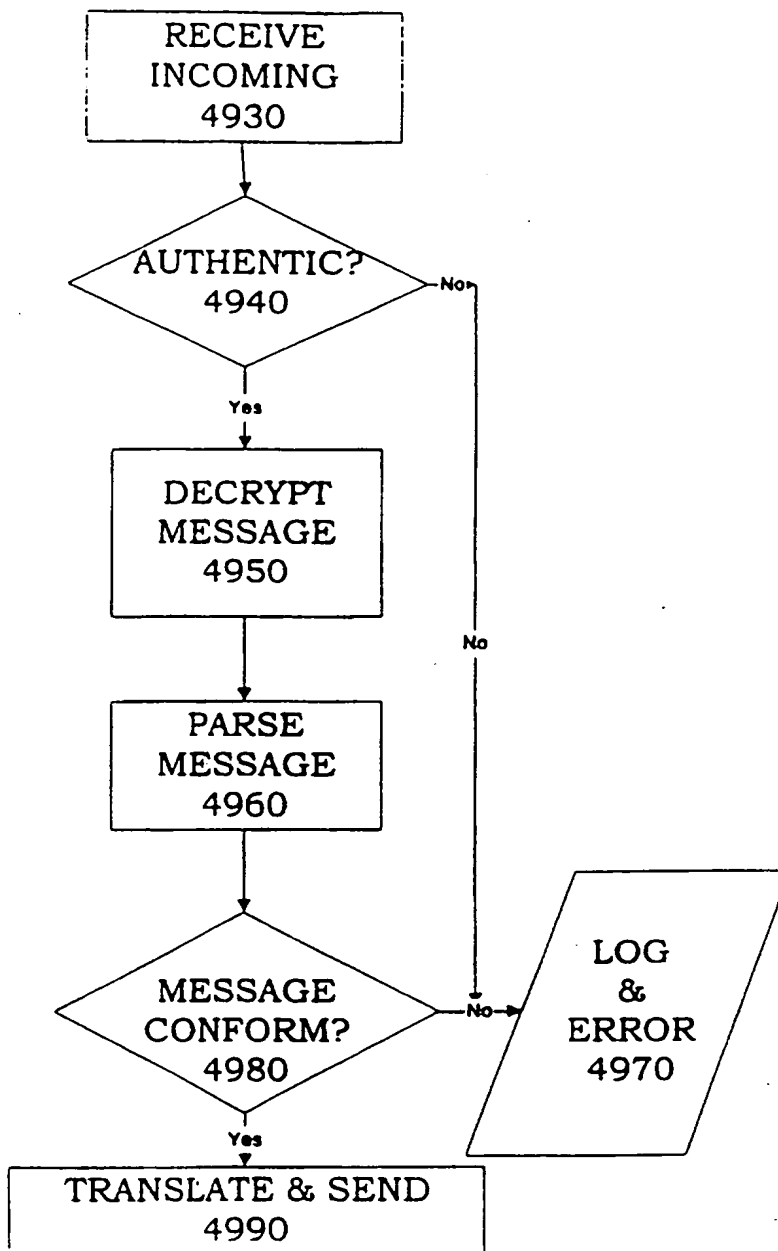 RECEIVE
INCOMING
4930
AUTHENTIC?
4940
No
Yes
DECRYPT
MESSAGE
4950
No
PARSE
MESSAGE
4960
MESSAGE
CONFORM?
4980
No
LOG
&
ERROR
4970
Yes
TRANSLATE & SEND
4990